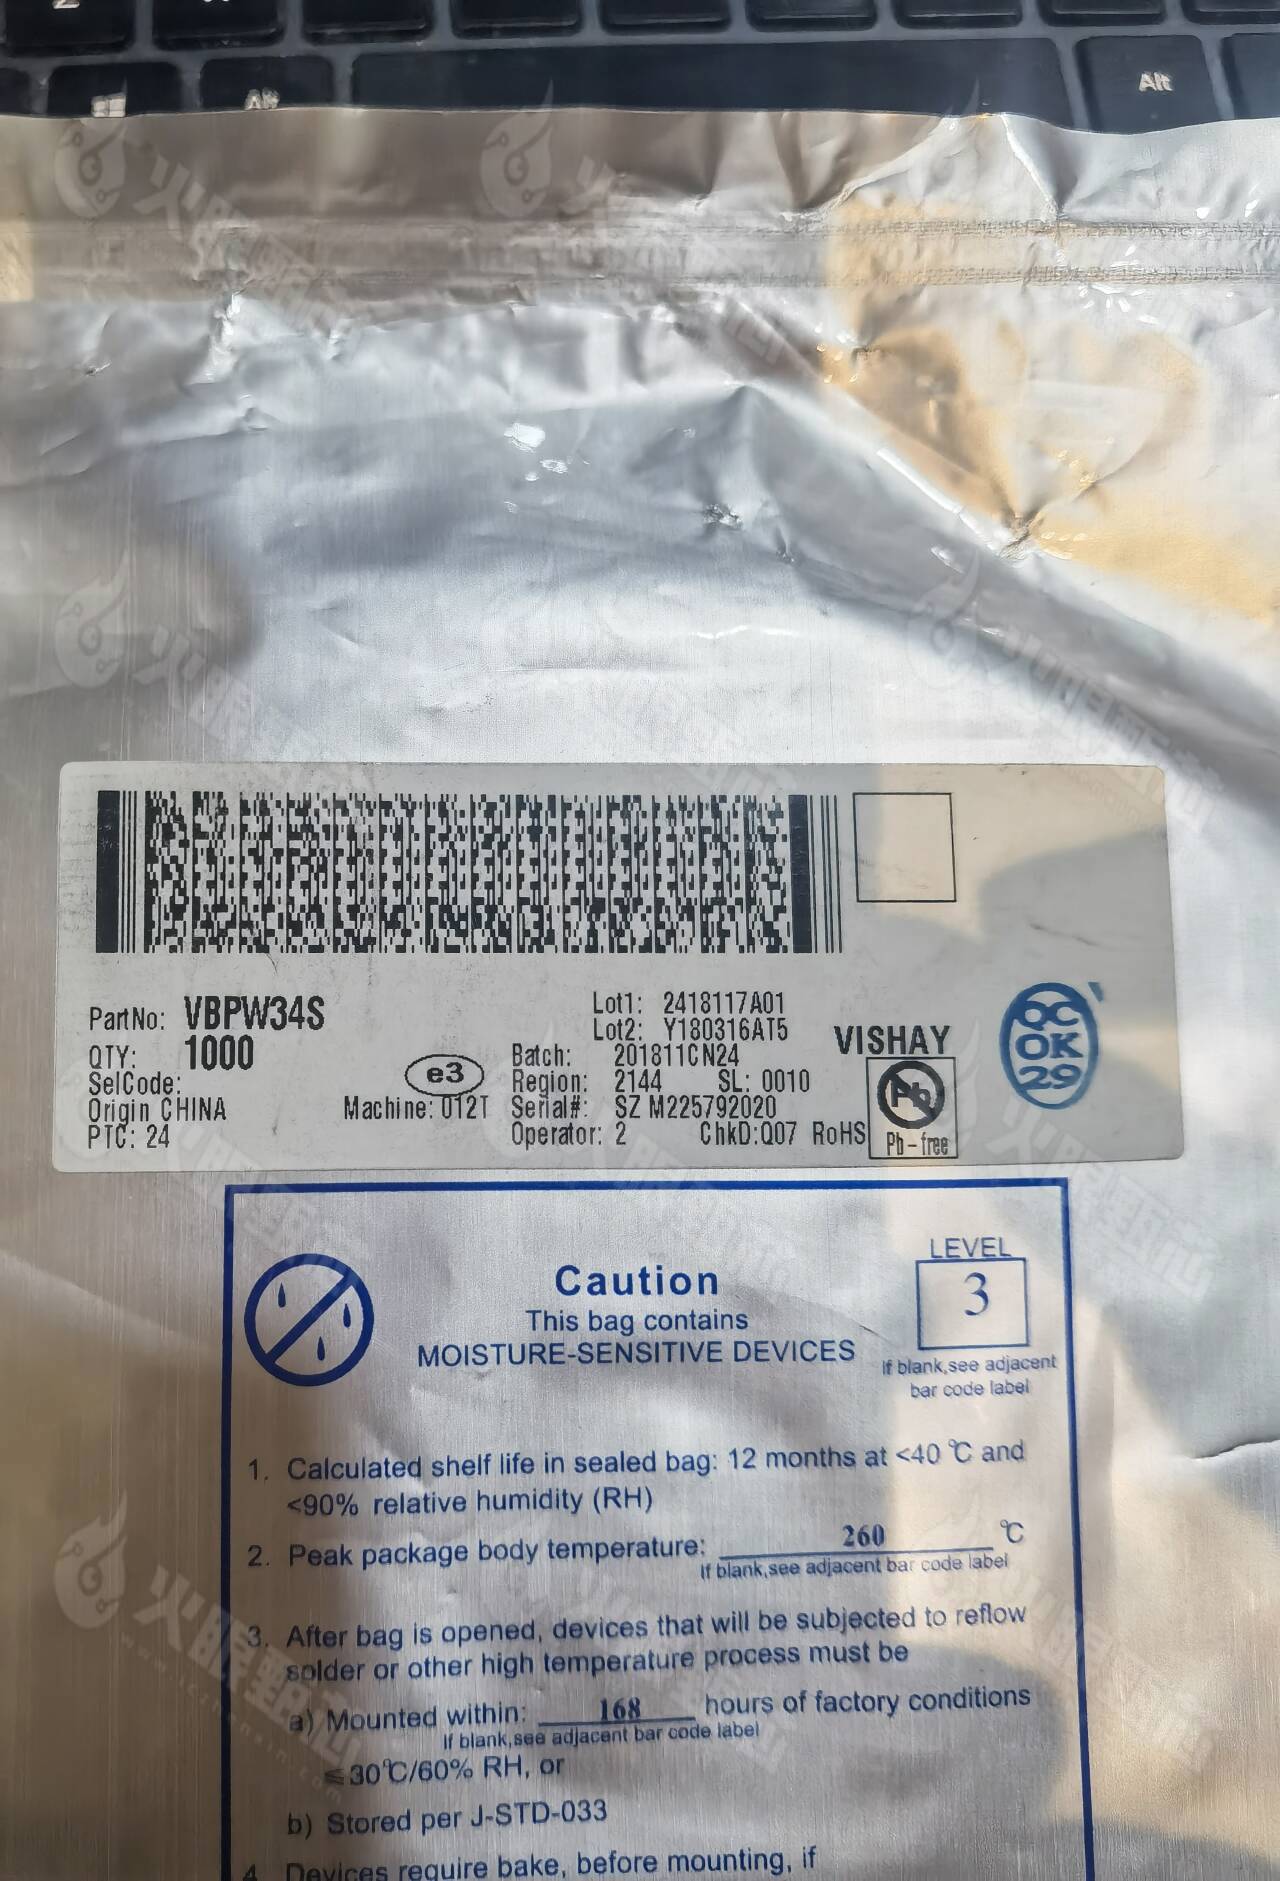 Alt
Alt
PartNo: VBPW34S
QTY: 1000
SelCode:
Origin CHINA
PTC: 24
e3
Machine: 012T
Lot1: 2418117A01
Lot2: Y180316AT5
Batch: 201811CN24
Region: 2144 SL: 0010
Serial#: SZ M225792020
Operator: 2 ChkD:Q07 RoHS
VISHAY
Pb
Pb-free
QC
OK
29
Caution
This bag contains
MOISTURE-SENSITIVE DEVICES
LEVEL
3
If blank,see adjacent
bar code label
1. Calculated shelf life in sealed bag: 12 months at <40 ℃ and
<90% relative humidity (RH)
2. Peak package body temperature: 260 ℃
If blank,see adjacent bar code label
3. After bag is opened, devices that will be subjected to reflow
solder or other high temperature process must be
a) Mounted within: 168 hours of factory conditions
If blank,see adjacent bar code label
≤30℃/60% RH, or
b) Stored per J-STD-033
4. Devices require bake, before mounting, if
火眼甄芯